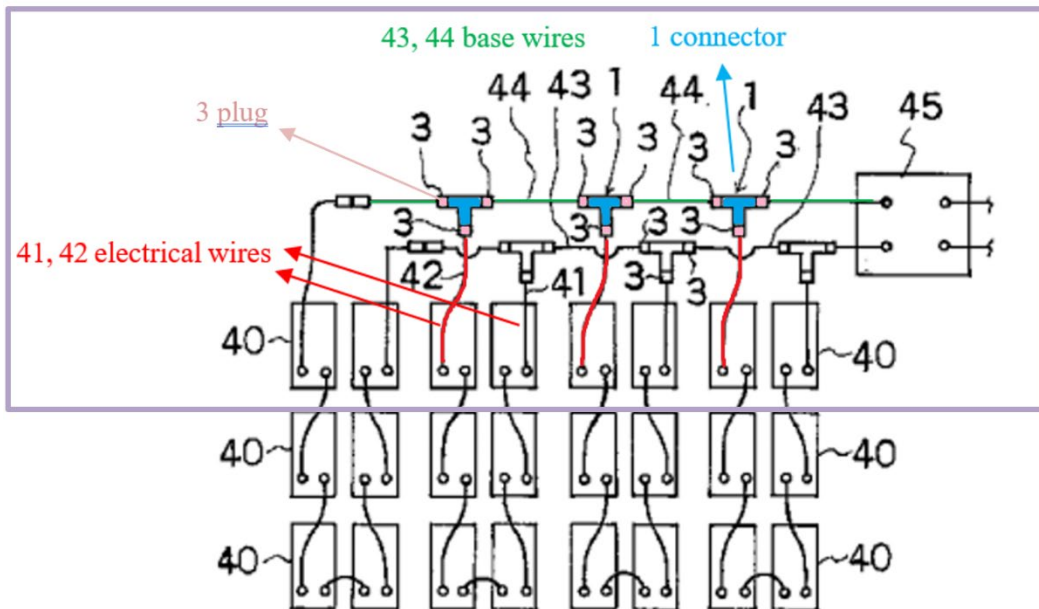 43, 44 base wires
1 connector
44 43 1 44 1 43 45
3 plug
3 3 3 3 3 3
3 3 3 3
41, 42 electrical wires
42 41 3 3
40 40
40 40
40 40